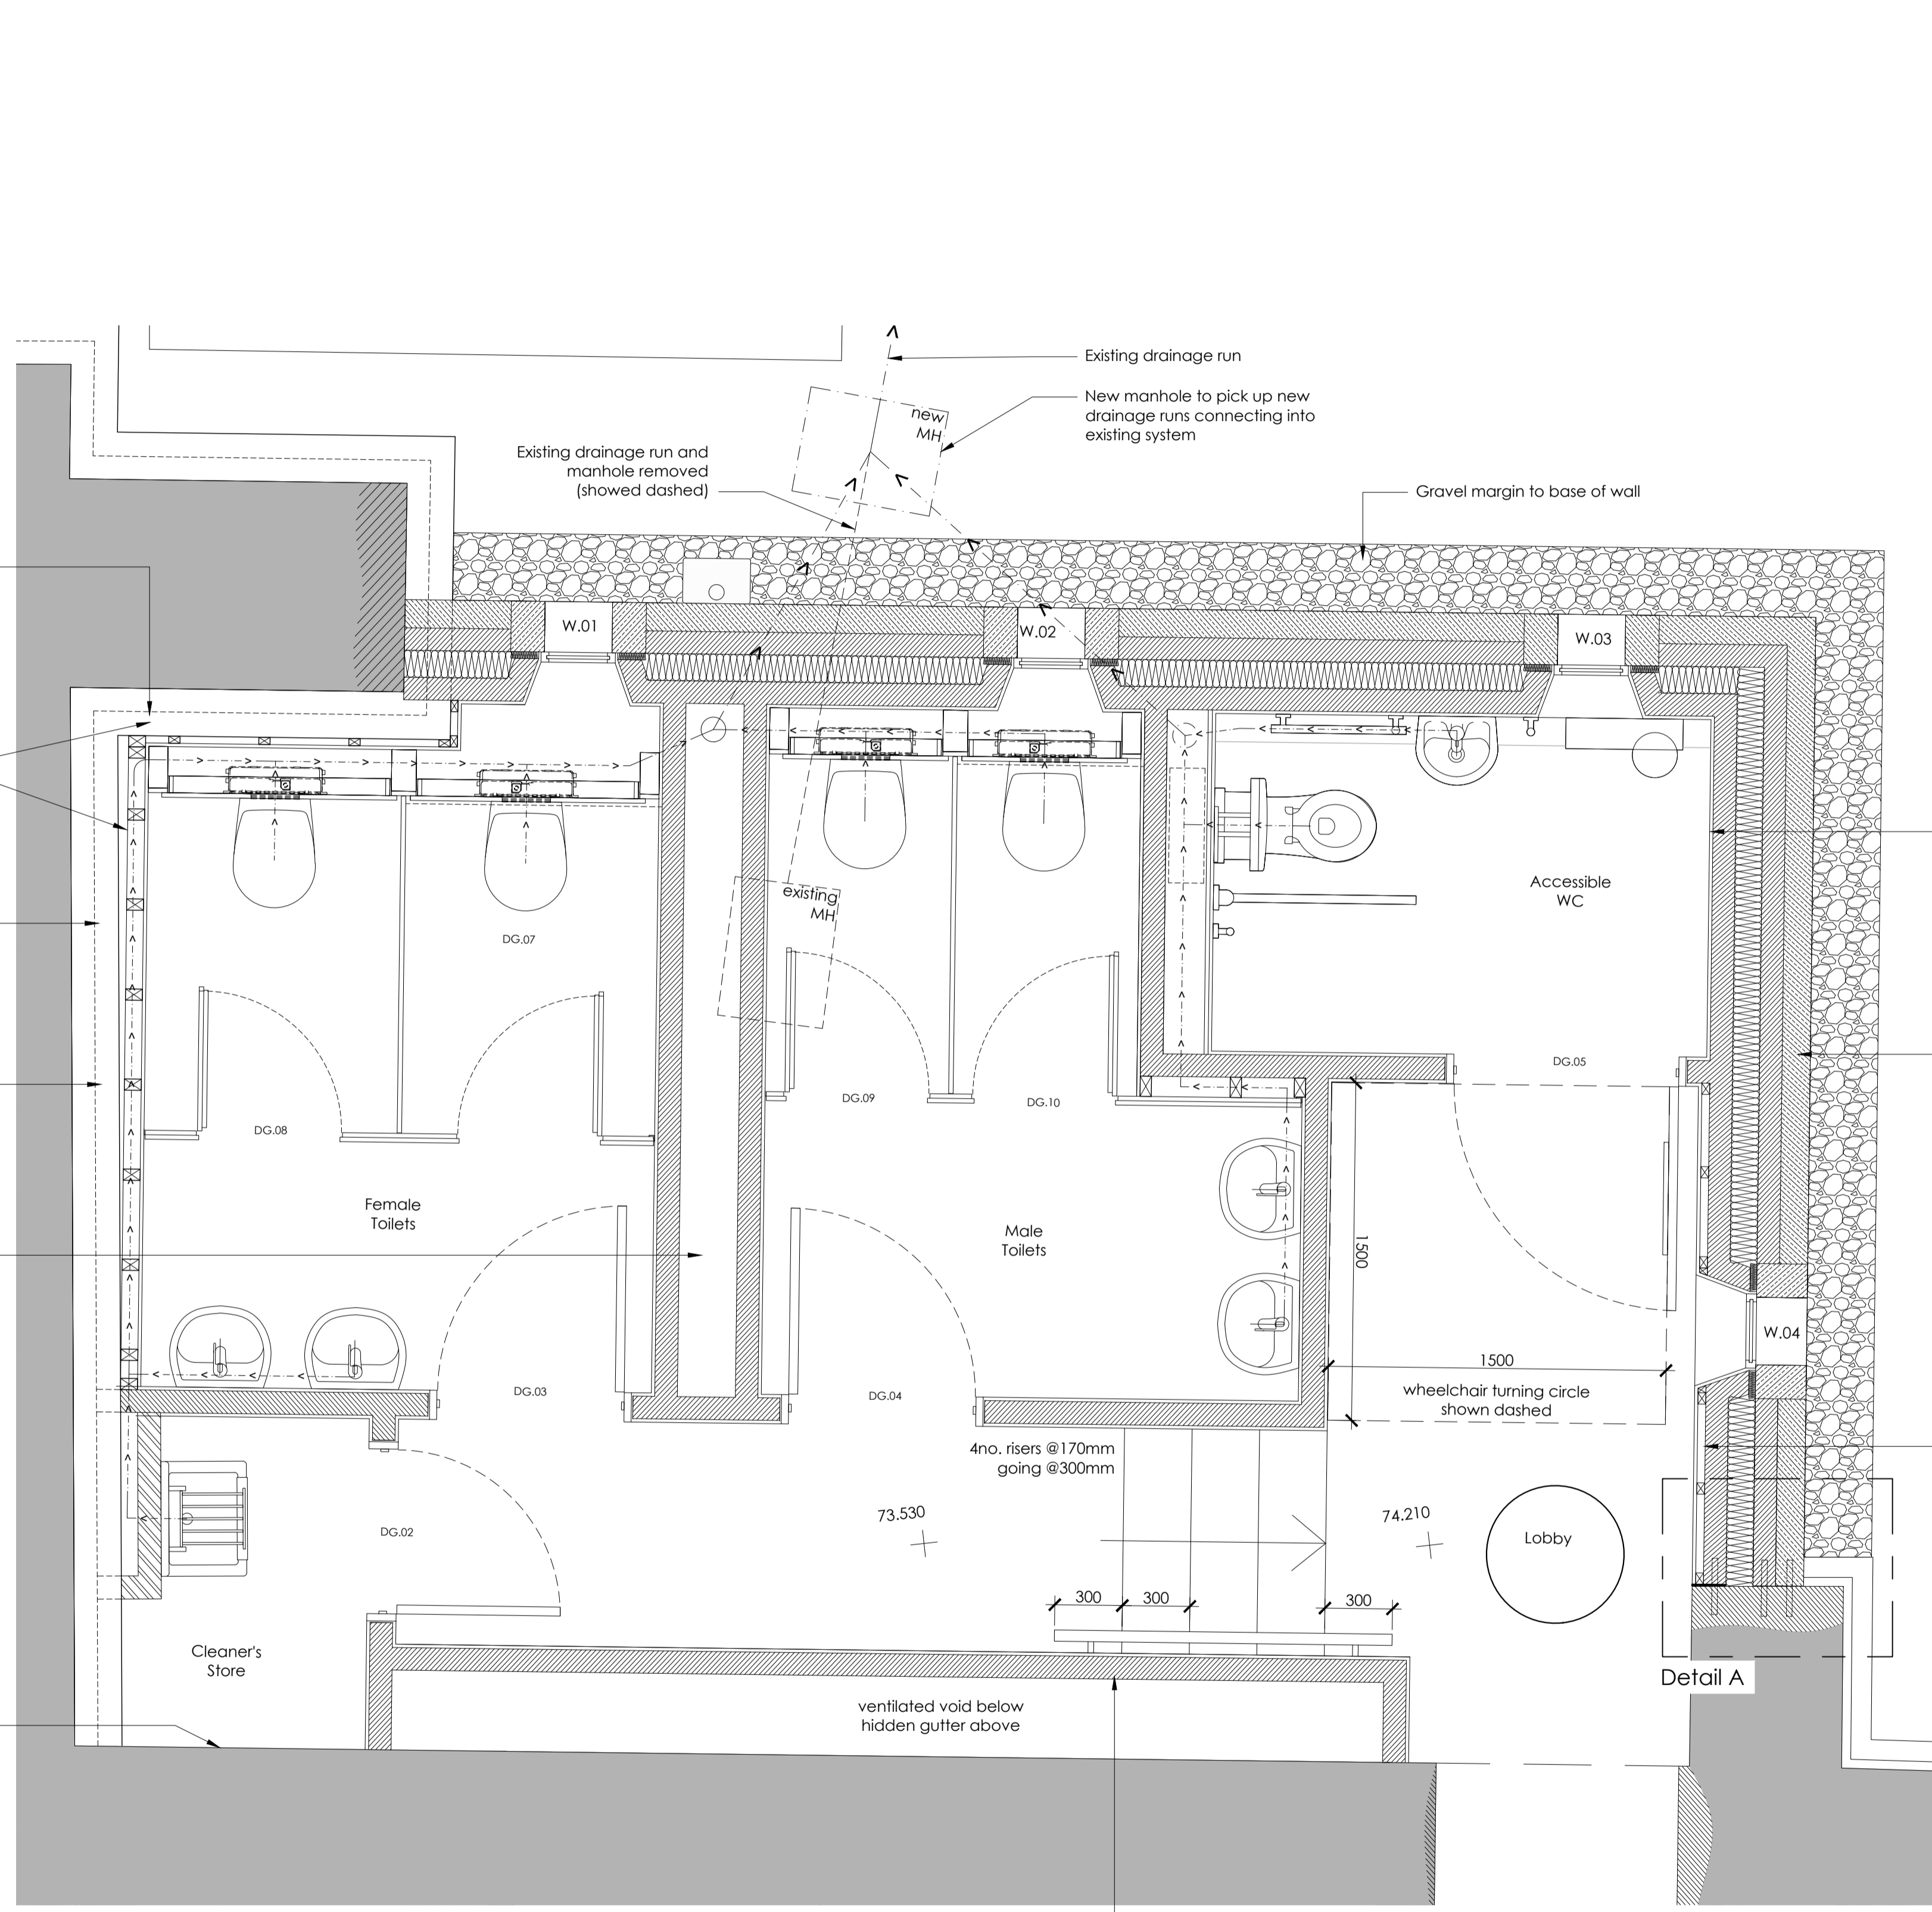 Existing drainage run
New manhole to pick up new
drainage runs connecting into
existing system
new
MH
Existing drainage run and
manhole removed
(showed dashed)
Gravel margin to base of wall
W.01
W.02
W.03
existing
MH
Accessible
WC
DG.07
DG.05
DG.09
DG.10
DG.08
Female
Toilets
Male
Toilets
1500
W.04
1500
wheelchair turning circle
shown dashed
DG.03
DG.04
4no. risers @170mm
going @300mm
73.530
74.210
DG.02
Lobby
300
300
300
Cleaner's
Store
Detail A
ventilated void below
hidden gutter above